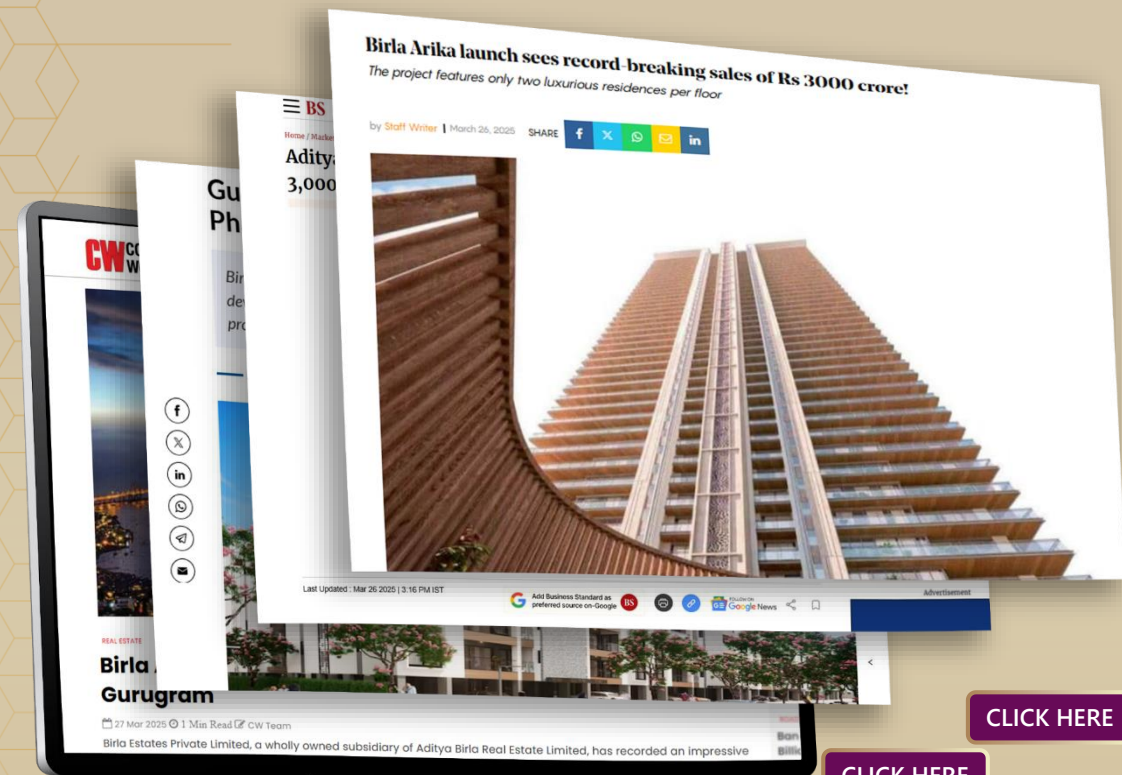 Birla Arika launch sees record-breaking sales of Rs 3000 crore!
The project features only two luxurious residences per floor
by Staff Writer | March 26, 2025 SHARE
BS
Home /
Aditya
3,000
Last Updated : Mar 26 2025 | 3:16 PM IST
Add Business Standard as
preferred source on-Google
BS
Google News
Advertisement
Gu
Ph
Bir
de
pro
CW
REAL ESTATE
Birla
Gurugram
27 Mar 2025 1 Min Read CW Team
Birla Estates Private Limited, a wholly owned subsidiary of Aditya Birla Real Estate Limited, has recorded an impressive
Ban
Billi
CLICK HERE
CLICK HERE